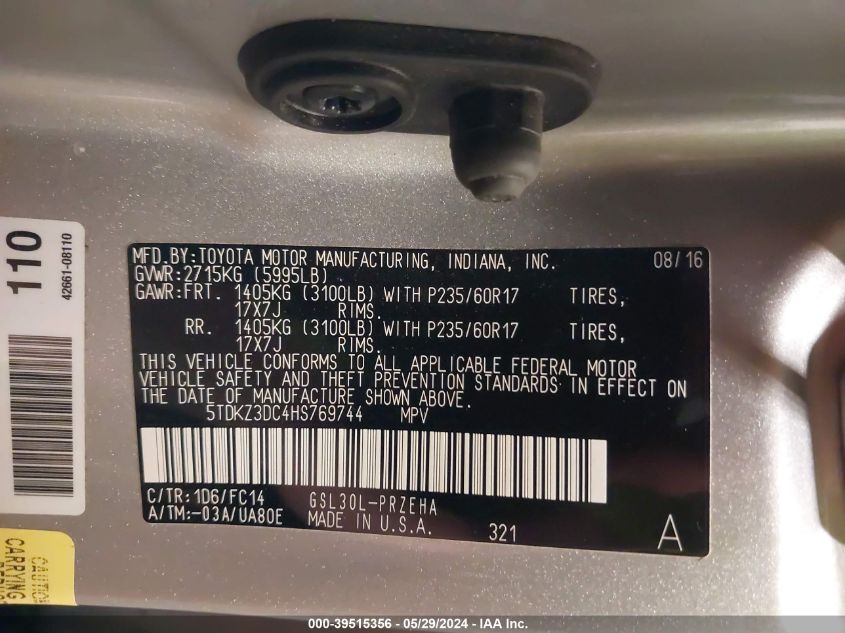 110
42661-08110
MFD.BY:TOYOTA MOTOR MANUFACTURING, INDIANA, INC. 08/16
GVWR:2715KG (5995LB)
GAWR:FRT. 1405KG (3100LB) WITH P235/60R17 TIRES,
17X7J RIMS.
RR. 1405KG (3100LB) WITH P235/60R17 TIRES,
17X7J RIMS.
THIS VEHICLE CONFORMS TO ALL APPLICABLE FEDERAL MOTOR
VEHICLE SAFETY AND THEFT PREVENTION STANDARDS IN EFFECT ON
THE DATE OF MANUFACTURE SHOWN ABOVE.
5TDKZ3DC4HS769744 MPV
C/TR:1D6/FC14 GSL30L-PRZEHA
A/TM:-03A/UA80E MADE IN U.S.A. 321 A
CAUTIO
CARRYING
000-39515356 - 05/29/2024 - IAA Inc.